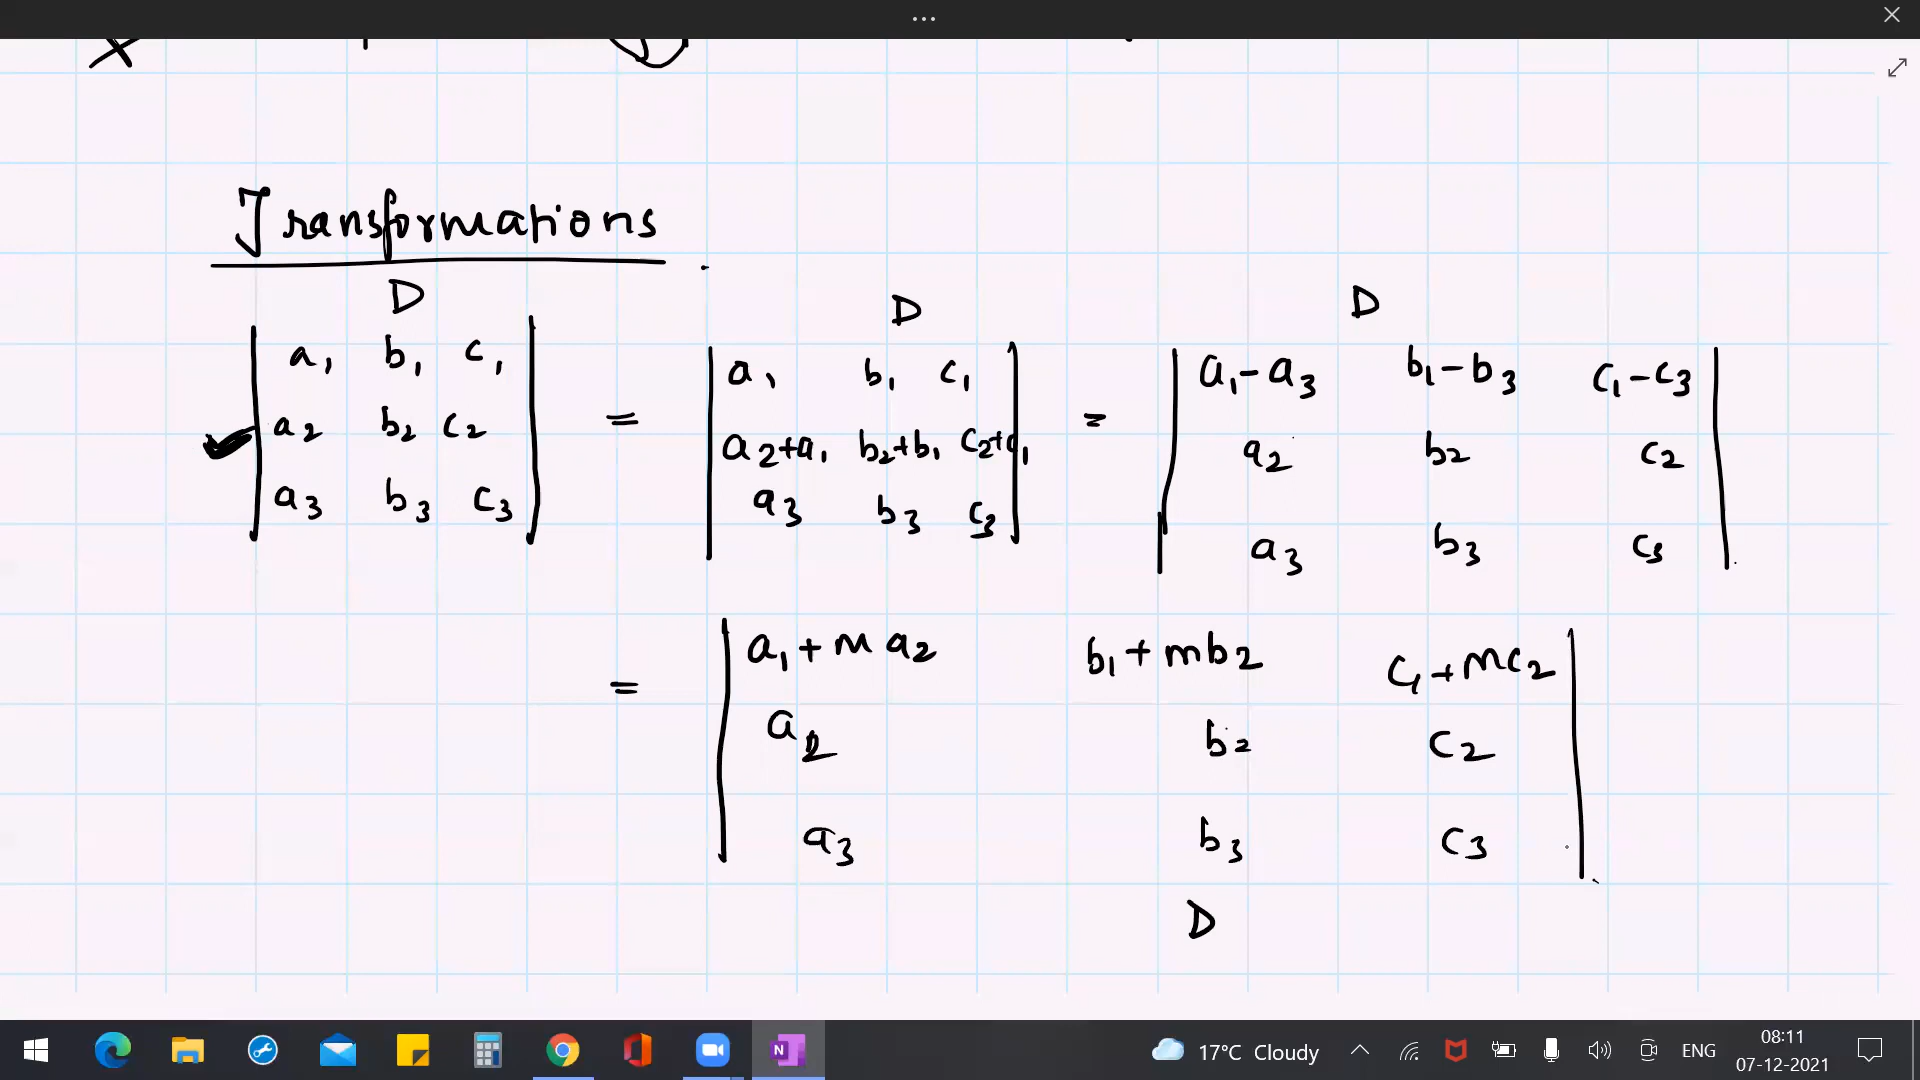 ...
Transformations
D D D
| a₁ b₁ c₁ | | a₁ b₁ c₁ | | a₁-a₃ b₁-b₃ c₁-c₃ |
| a₂ b₂ c₂ | = | a₂+a₁ b₂+b₁ c₂+c₁ | = | a₂ b₂ c₂ |
| a₃ b₃ c₃ | | a₃ b₃ c₃ | | a₃ b₃ c₃ |
| a₁+m a₂ b₁+mb₂ c₁+mc₂ |
= | a₂ b₂ c₂ |
| a₃ b₃ c₃ |
D
17°C Cloudy ENG 08:11
07-12-2021